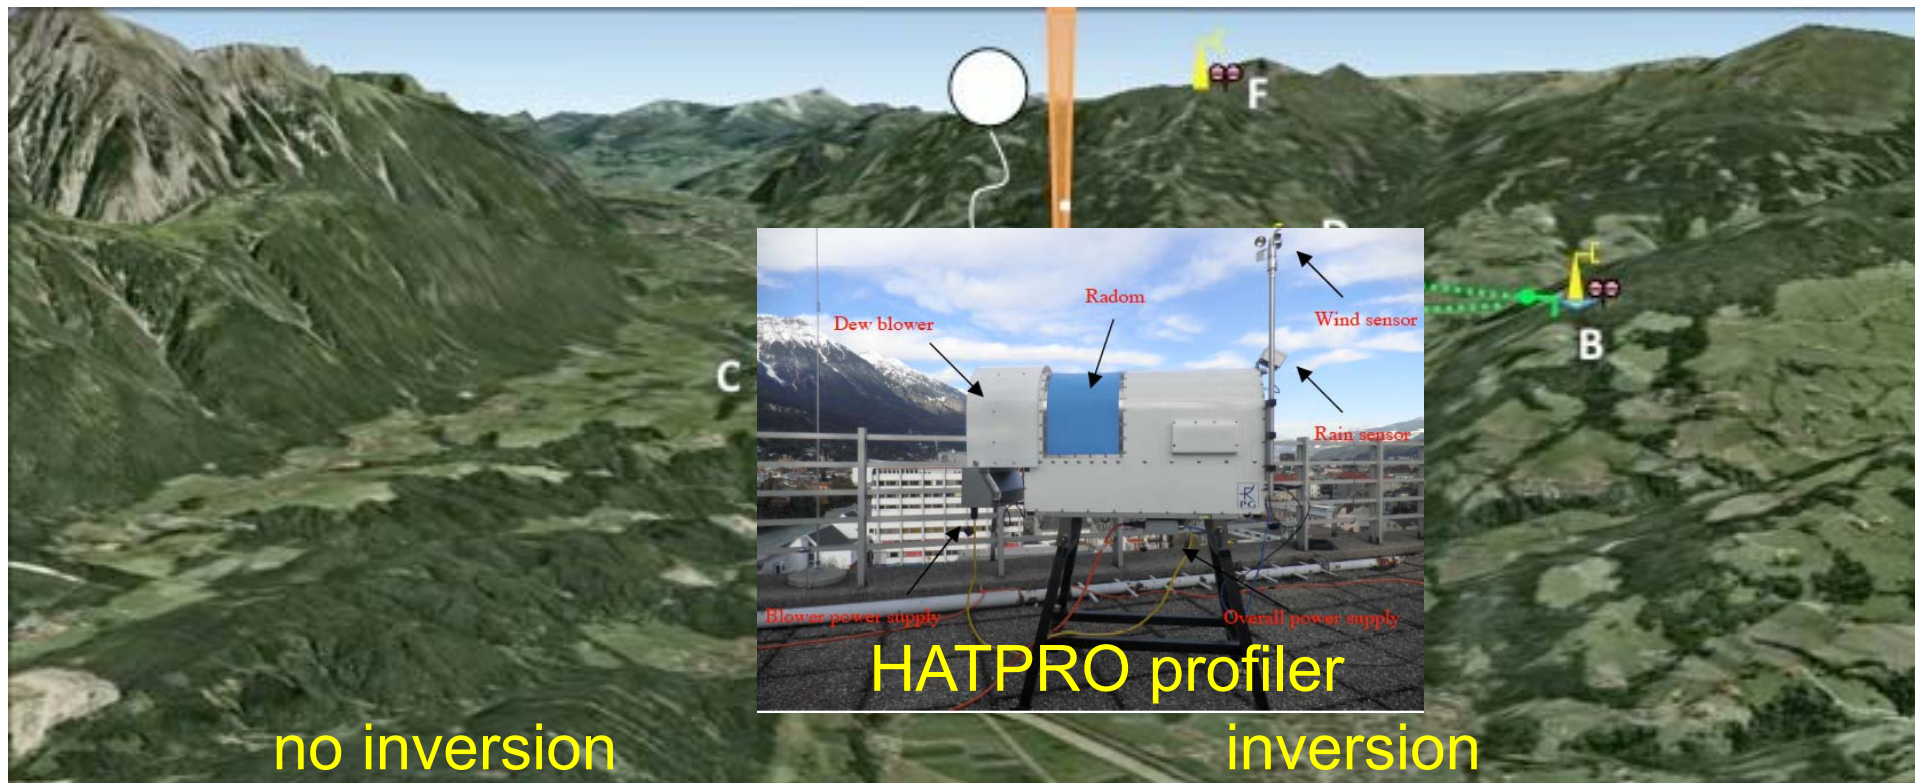 F
C
B
Radom
Dew blower
Wind sensor
Rain sensor
Blower power supply
Overall power supply
HATPRO profiler
no inversion
inversion